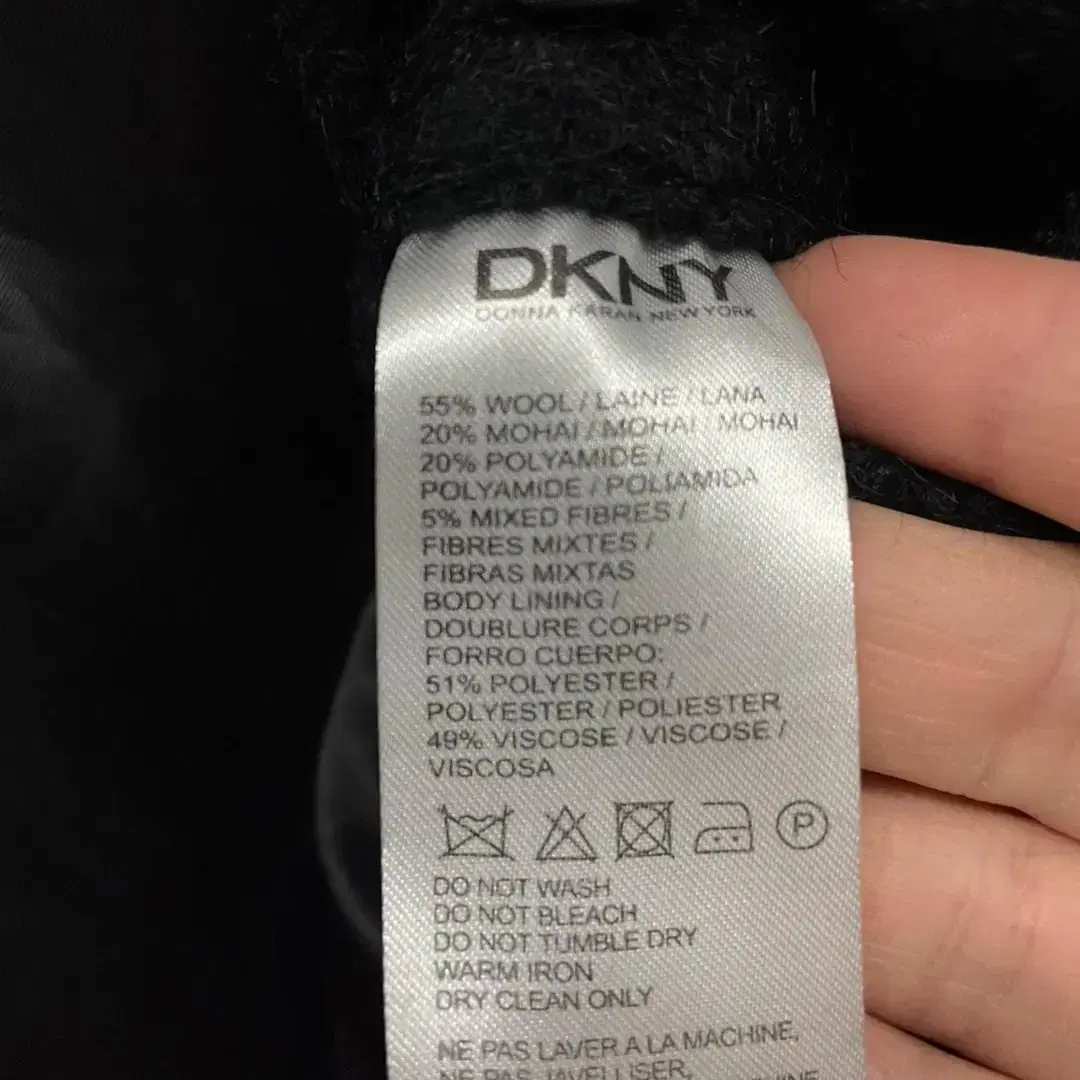 DKNY
DONNA KARAN NEW YORK
55% WOOL / LAINE / LANA
20% MOHAI / MOHAI MOHAI
20% POLYAMIDE /
POLYAMIDE / POLIAMIDA
5% MIXED FIBRES /
FIBRES MIXTES /
FIBRAS MIXTAS
BODY LINING /
DOUBLURE CORPS /
FORRO CUERPO:
51% POLYESTER /
POLYESTER / POLIESTER
49% VISCOSE / VISCOSE /
VISCOSA
P
DO NOT WASH
DO NOT BLEACH
DO NOT TUMBLE DRY
WARM IRON
DRY CLEAN ONLY
NE PAS LAVER A LA MACHINE,
NE PAS JAVELLISER,